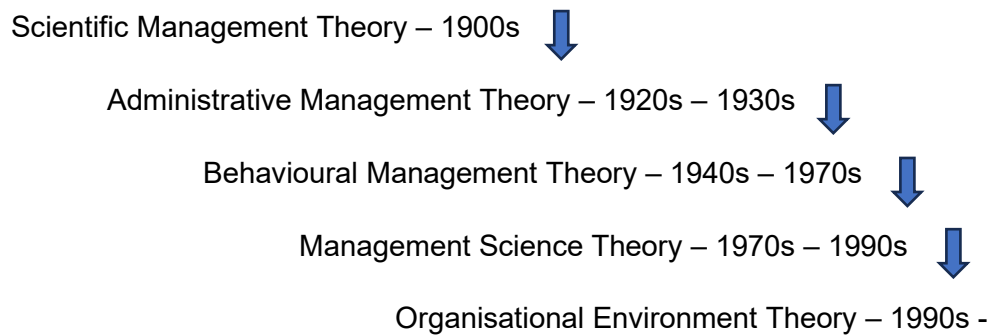 Scientific Management Theory – 1900s
Administrative Management Theory – 1920s – 1930s
Behavioural Management Theory – 1940s – 1970s
Management Science Theory – 1970s – 1990s
Organisational Environment Theory – 1990s -